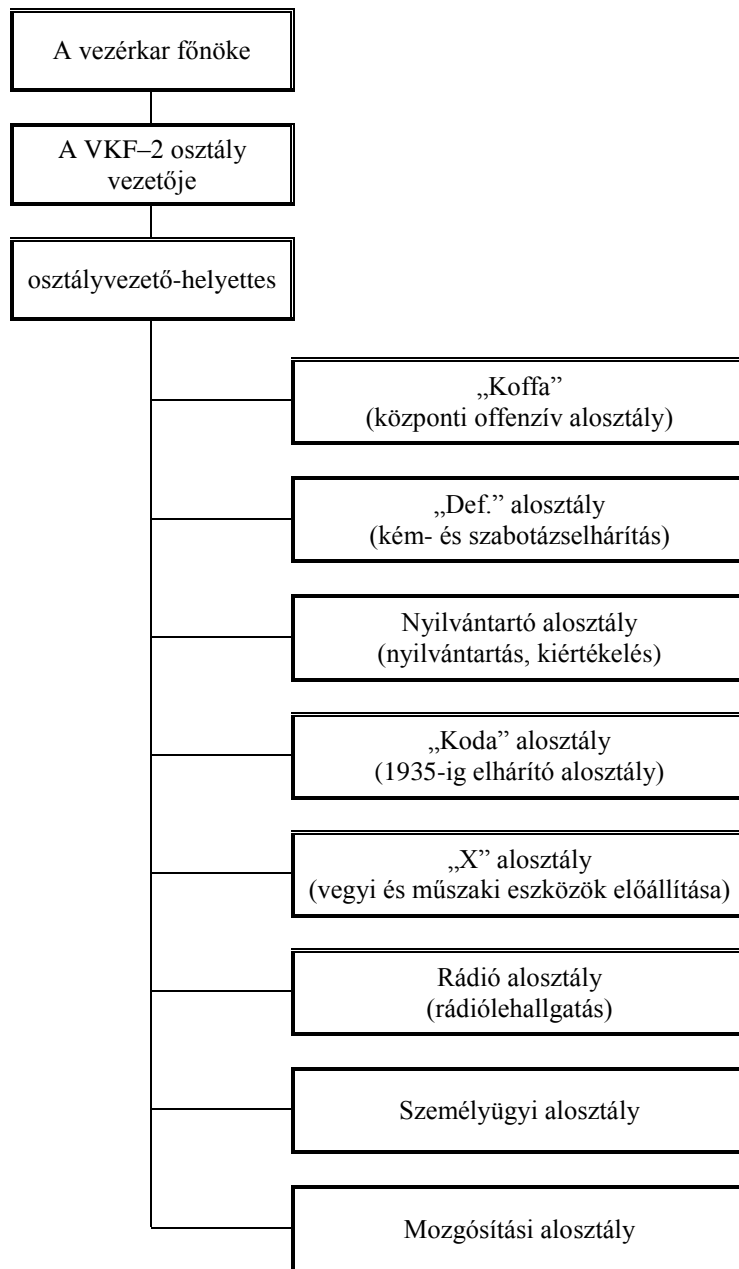 A vezérkar főnöke
A VKF–2 osztály
vezetője
osztályvezető-helyettes
„Koffa”
(központi offenzív alosztály)
„Def.” alosztály
(kém- és szabotázselhárítás)
Nyilvántartó alosztály
(nyilvántartás, kiértékelés)
„Koda” alosztály
(1935-ig elhárító alosztály)
„X” alosztály
(vegyi és műszaki eszközök előállítása)
Rádió alosztály
(rádiólehallgatás)
Személyügyi alosztály
Mozgósítási alosztály